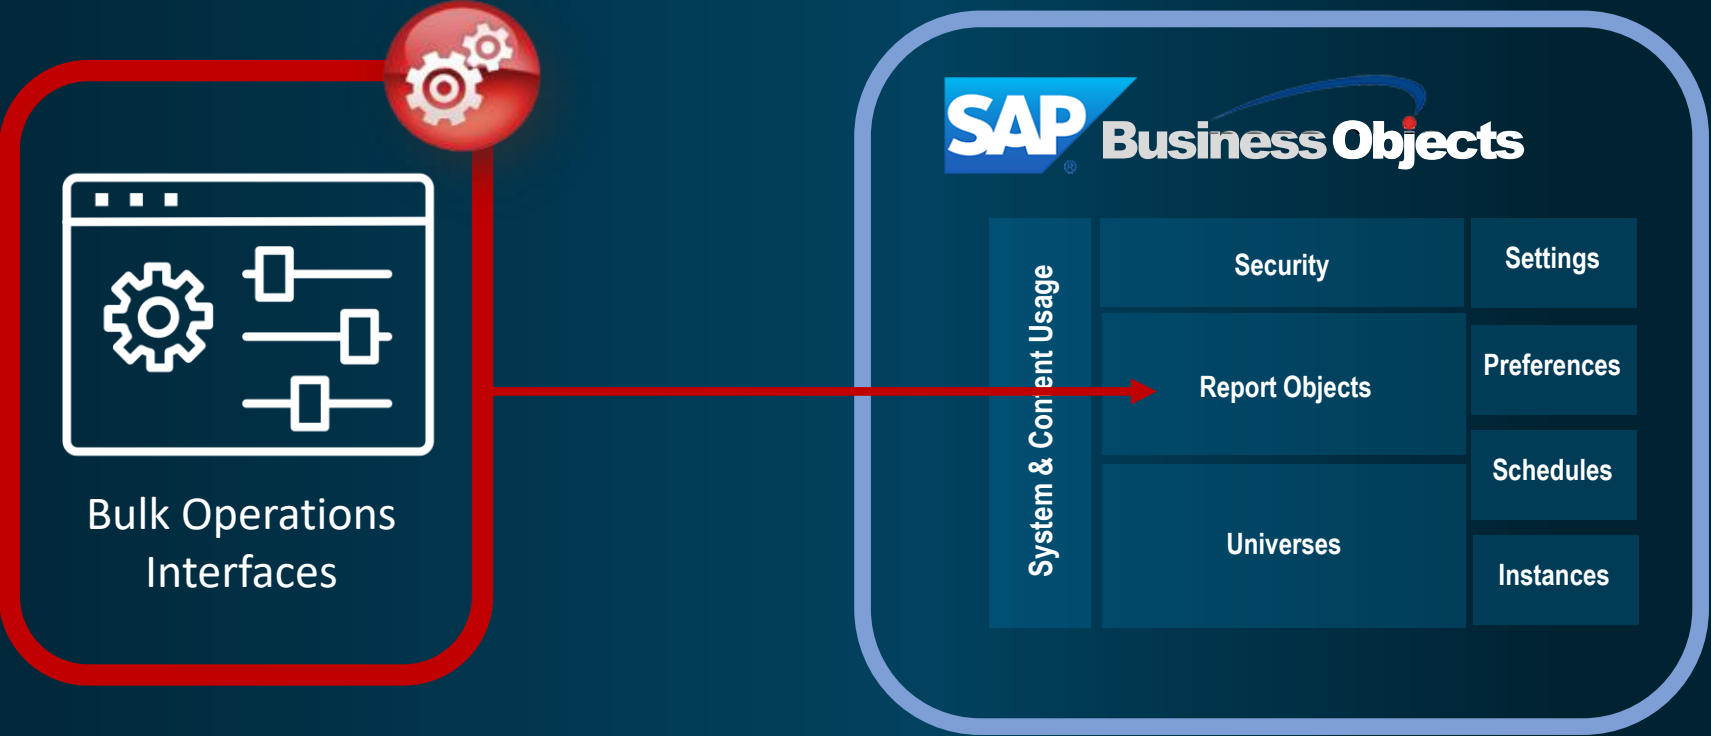 Bulk Operations
Interfaces
SAP
®
Business Objects
System & Content Usage
Security
Report Objects
Universes
Settings
Preferences
Schedules
Instances